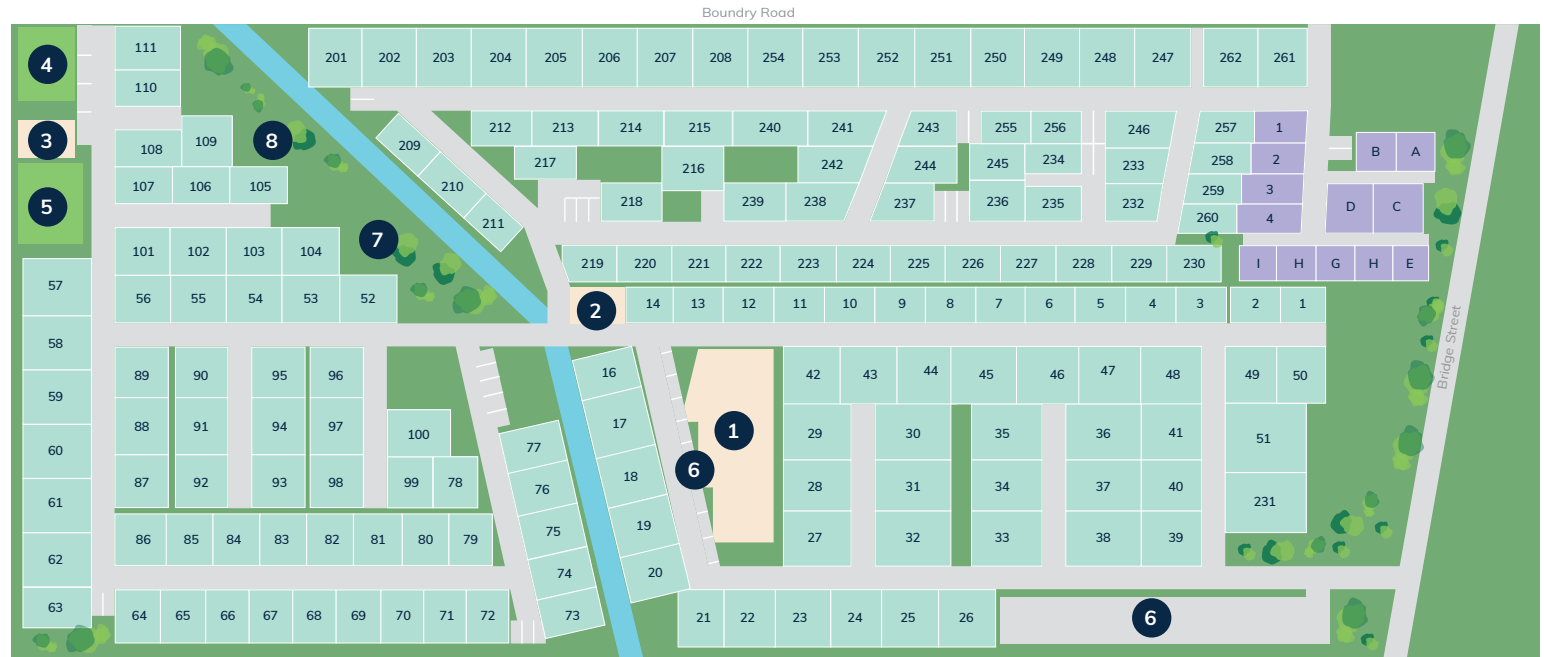 Boundry Road
4 111 201 202 203 204 205 206 207 208 254 253 252 251 250 249 248 247 262 261
110
3 108 109 8 209 212 213 214 215 240 241 243 255 256 246 257 1 B A
217 216 242 244 245 234 233 258 2
107 106 105 210 218 239 238 237 236 235 232 259 3 D C
5 211 260 4
101 102 103 104 7 219 220 221 222 223 224 225 226 227 228 229 230 I H G H E
57 56 55 54 53 52 2 14 13 12 11 10 9 8 7 6 5 4 3 2 1
Bridge Street
58 89 90 95 96 16 42 43 44 45 46 47 48 49 50
59 88 91 94 97 100 17 1 29 30 35 36 41 51
60 77 18 6
61 87 92 93 98 99 78 76 19 28 31 34 37 40 231
62 86 85 84 83 82 81 80 79 75 74 20 27 32 33 38 39
63 64 65 66 67 68 69 70 71 72 73 21 22 23 24 25 26 6